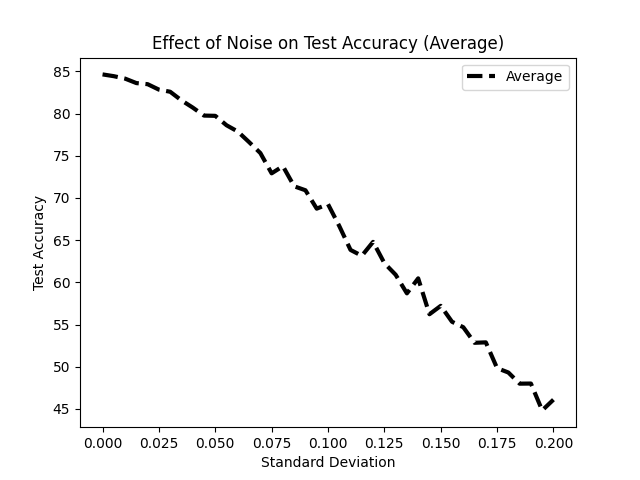 Effect of Noise on Test Accuracy (Average)
Average
85
80
75
70
65
60
55
50
45
Test Accuracy
0.000 0.025 0.050 0.075 0.100 0.125 0.150 0.175 0.200
Standard Deviation